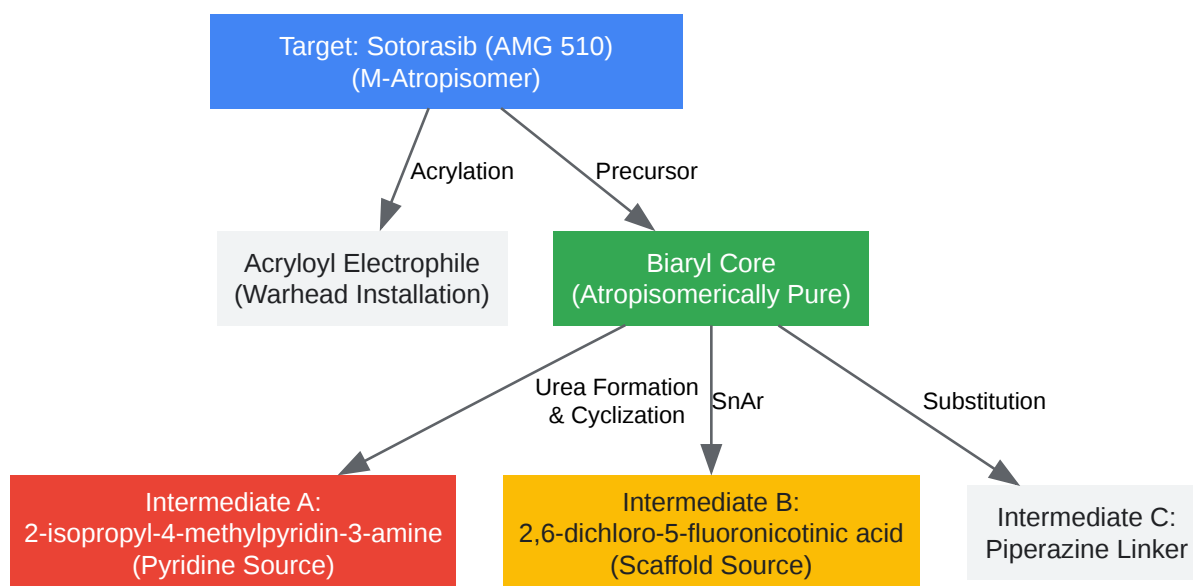 Target: Sotorasib (AMG 510)
(M-Atropisomer)
Acrylation
Precursor
Acryloyl Electrophile
(Warhead Installation)
Biaryl Core
(Atropisomerically Pure)
Urea Formation
& Cyclization
SnAr
Substitution
Intermediate A:
2-isopropyl-4-methylpyridin-3-amine
(Pyridine Source)
Intermediate B:
2,6-dichloro-5-fluoronicotinic acid
(Scaffold Source)
Intermediate C:
Piperazine Linker